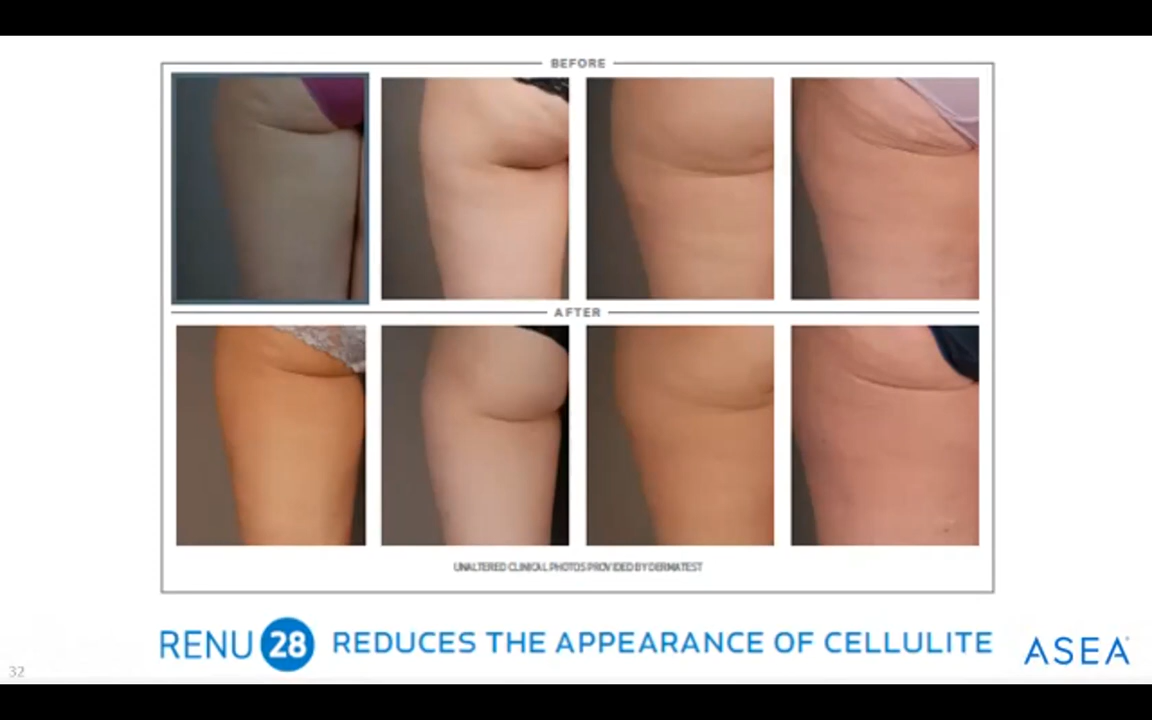 BEFORE
AFTER
UNALTERED CLINICAL PHOTOS PROVIDED BY DERMATEST
RENU 28 REDUCES THE APPEARANCE OF CELLULITE
ASEA
32